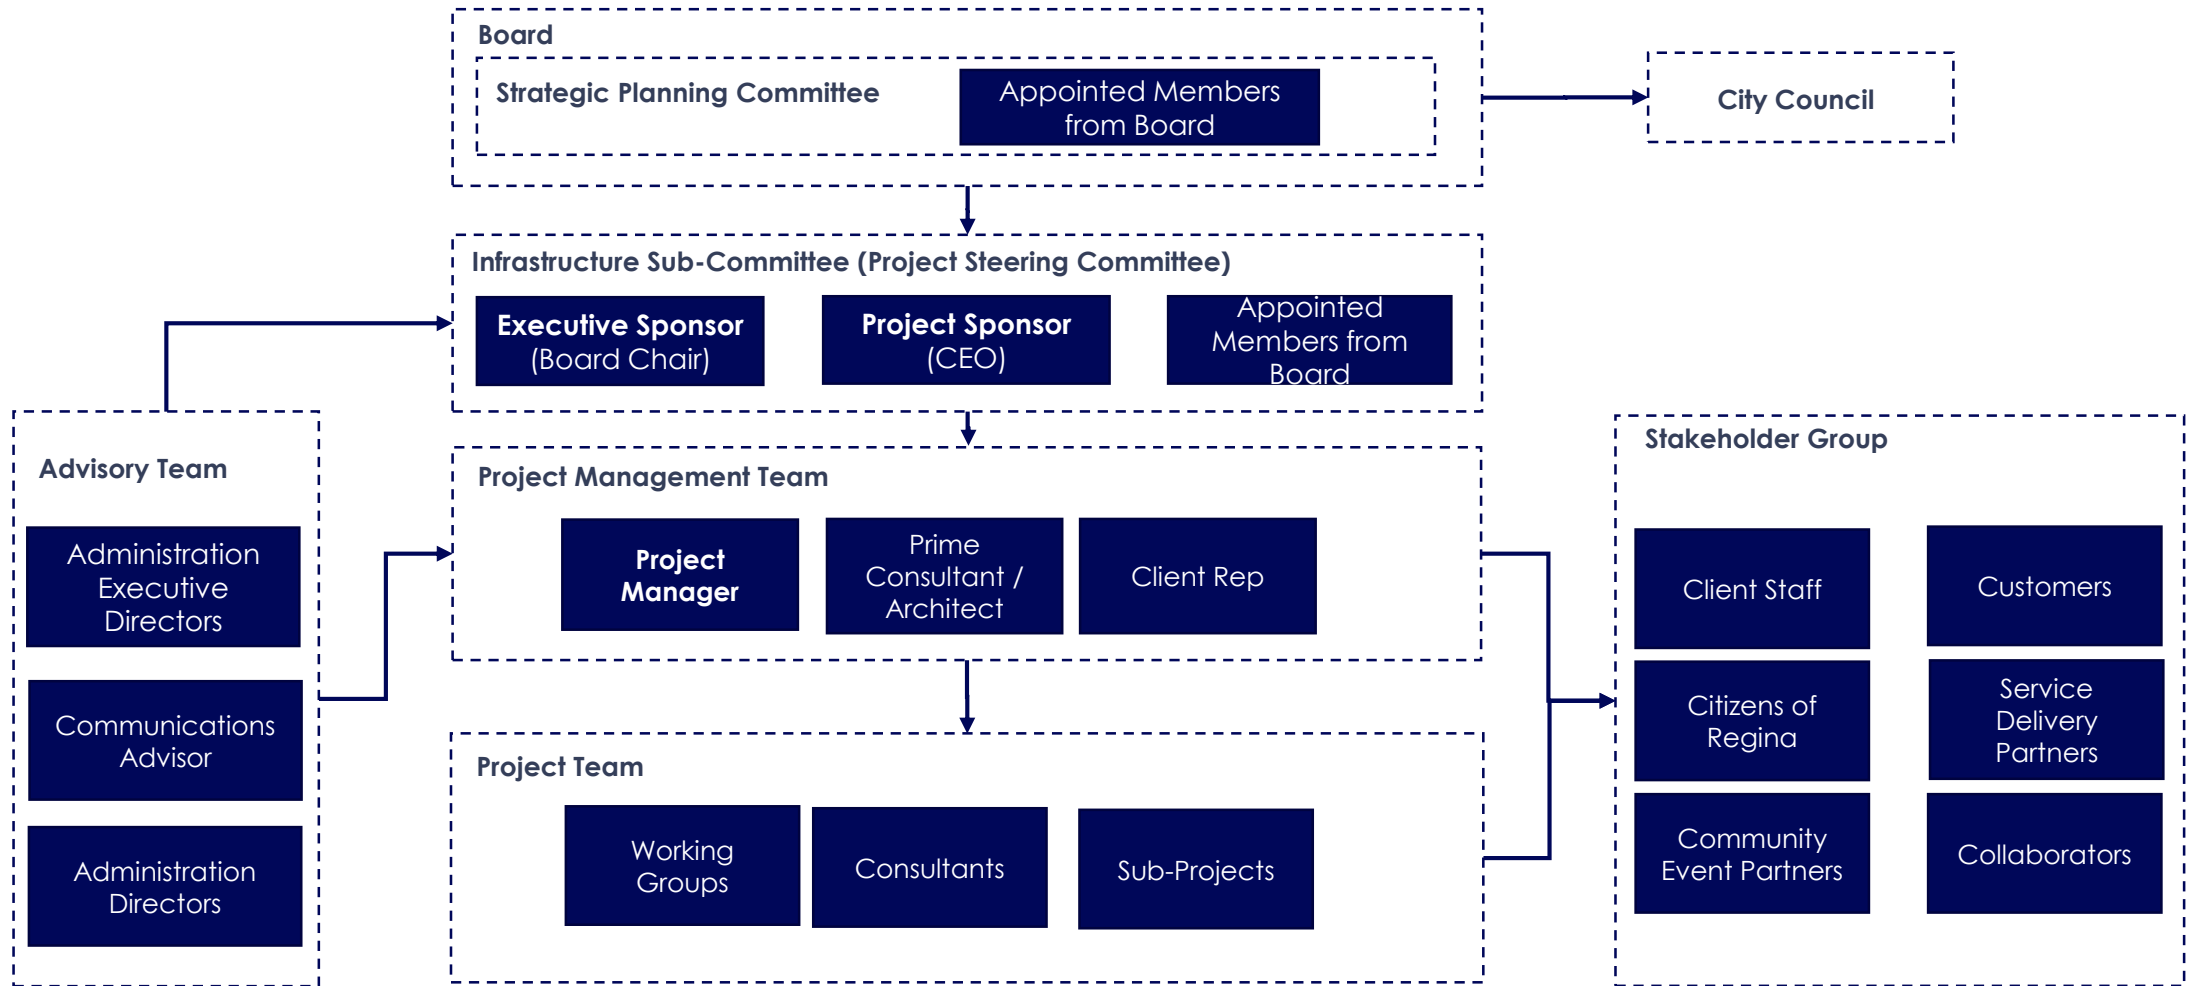 Board
Strategic Planning Committee
Appointed Members
from Board
City Council
Infrastructure Sub-Committee (Project Steering Committee)
Executive Sponsor
(Board Chair)
Project Sponsor
(CEO)
Appointed
Members from
Board
Advisory Team
Administration
Executive
Directors
Communications
Advisor
Administration
Directors
Project Management Team
Project
Manager
Prime
Consultant /
Architect
Client Rep
Project Team
Working
Groups
Consultants
Sub-Projects
Stakeholder Group
Client Staff
Customers
Citizens of
Regina
Service
Delivery
Partners
Community
Event Partners
Collaborators